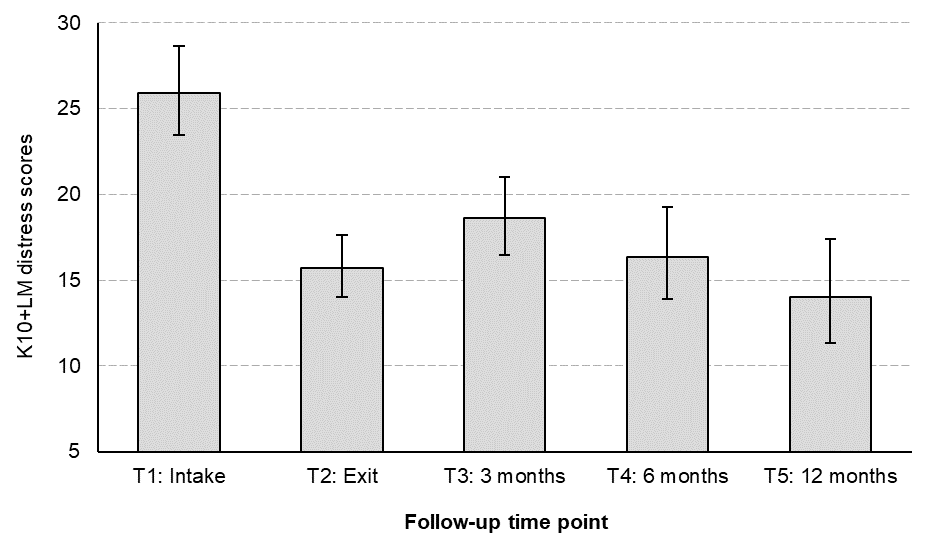 30
25
20
15
10
5
K10+LM distress scores
T1: Intake T2: Exit T3: 3 months T4: 6 months T5: 12 months
Follow-up time point